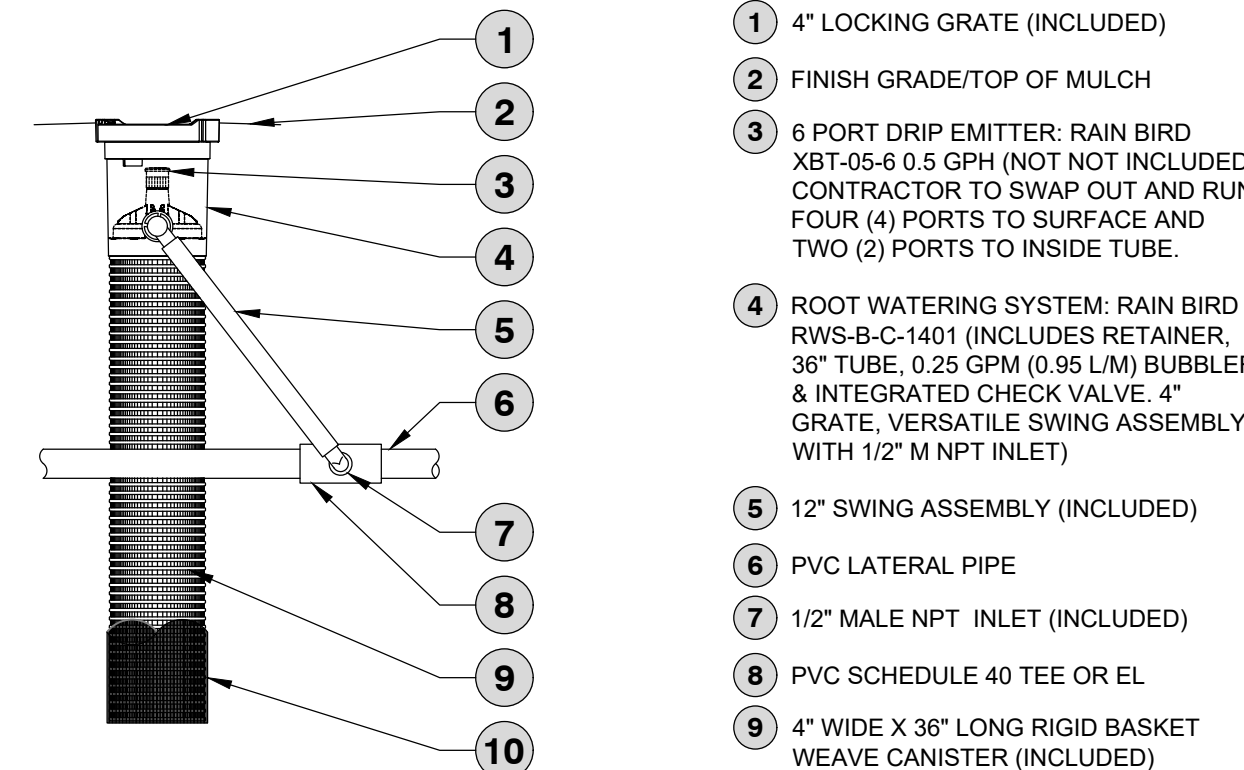 1
2
3
4
5
6
7
8
9
10
1 4" LOCKING GRATE (INCLUDED)
2 FINISH GRADE/TOP OF MULCH
3 6 PORT DRIP EMITTER: RAIN BIRD
XBT-05-6 0.5 GPH (NOT NOT INCLUDED
CONTRACTOR TO SWAP OUT AND RUN
FOUR (4) PORTS TO SURFACE AND
TWO (2) PORTS TO INSIDE TUBE.
4 ROOT WATERING SYSTEM: RAIN BIRD
RWS-B-C-1401 (INCLUDES RETAINER,
36" TUBE, 0.25 GPM (0.95 L/M) BUBBLER
& INTEGRATED CHECK VALVE. 4"
GRATE, VERSATILE SWING ASSEMBLY
WITH 1/2" M NPT INLET)
5 12" SWING ASSEMBLY (INCLUDED)
6 PVC LATERAL PIPE
7 1/2" MALE NPT INLET (INCLUDED)
8 PVC SCHEDULE 40 TEE OR EL
9 4" WIDE X 36" LONG RIGID BASKET
WEAVE CANISTER (INCLUDED)